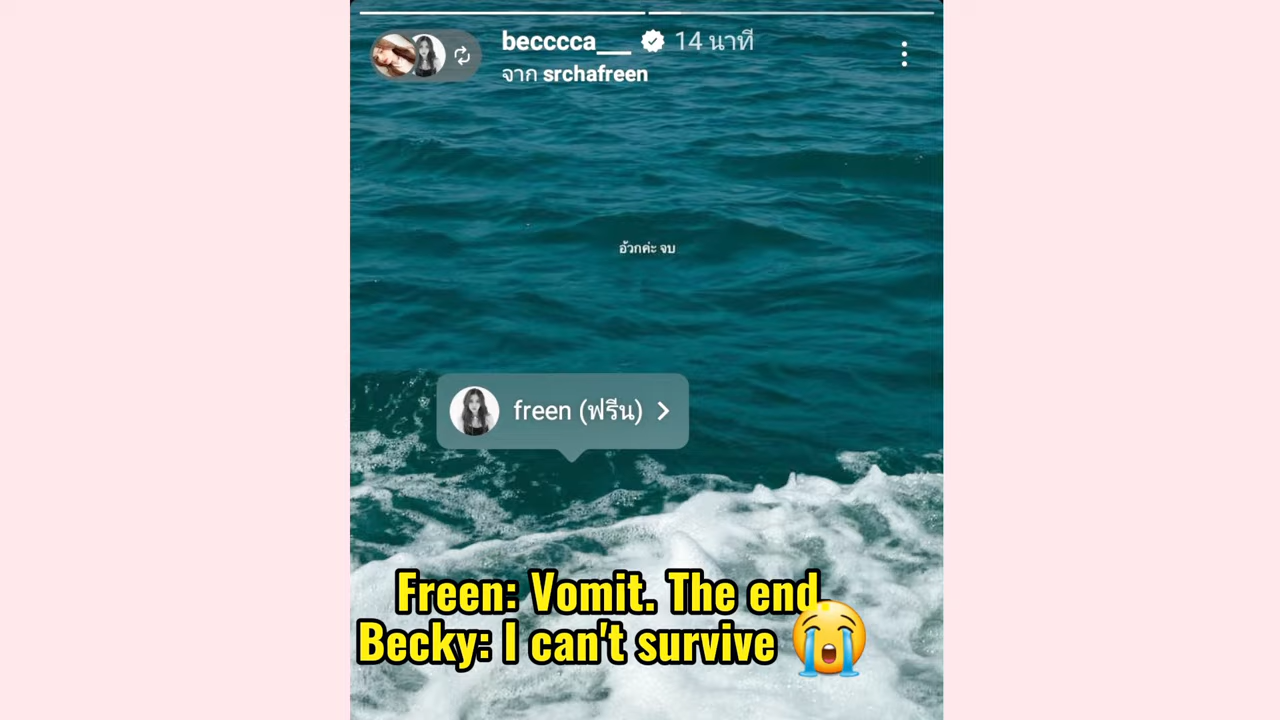 becccca__ 14 นาที
จาก srchafreen
อ้วกค่ะ จบ
freen (ฟรีน)
Freen: Vomit. The end.
Becky: I can't survive 😭